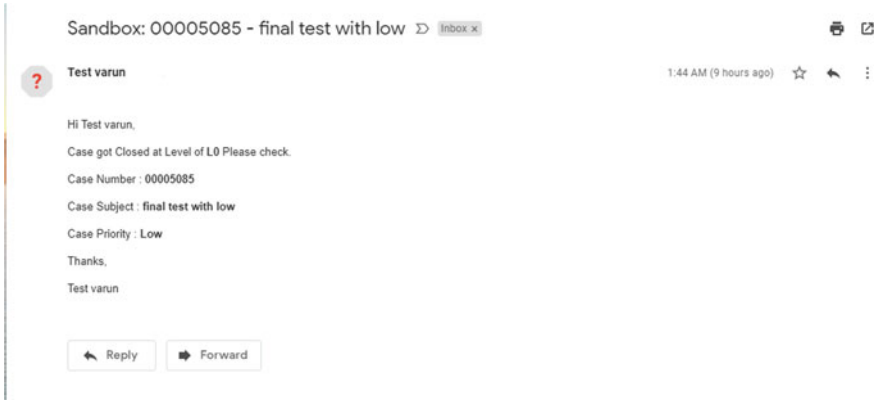 Sandbox: 00005085 - final test with low Inbox x
?
Test varun 1:44 AM (9 hours ago)
Hi Test varun,
Case got Closed at Level of L0 Please check.
Case Number : 00005085
Case Subject : final test with low
Case Priority : Low
Thanks,
Test varun
Reply Forward